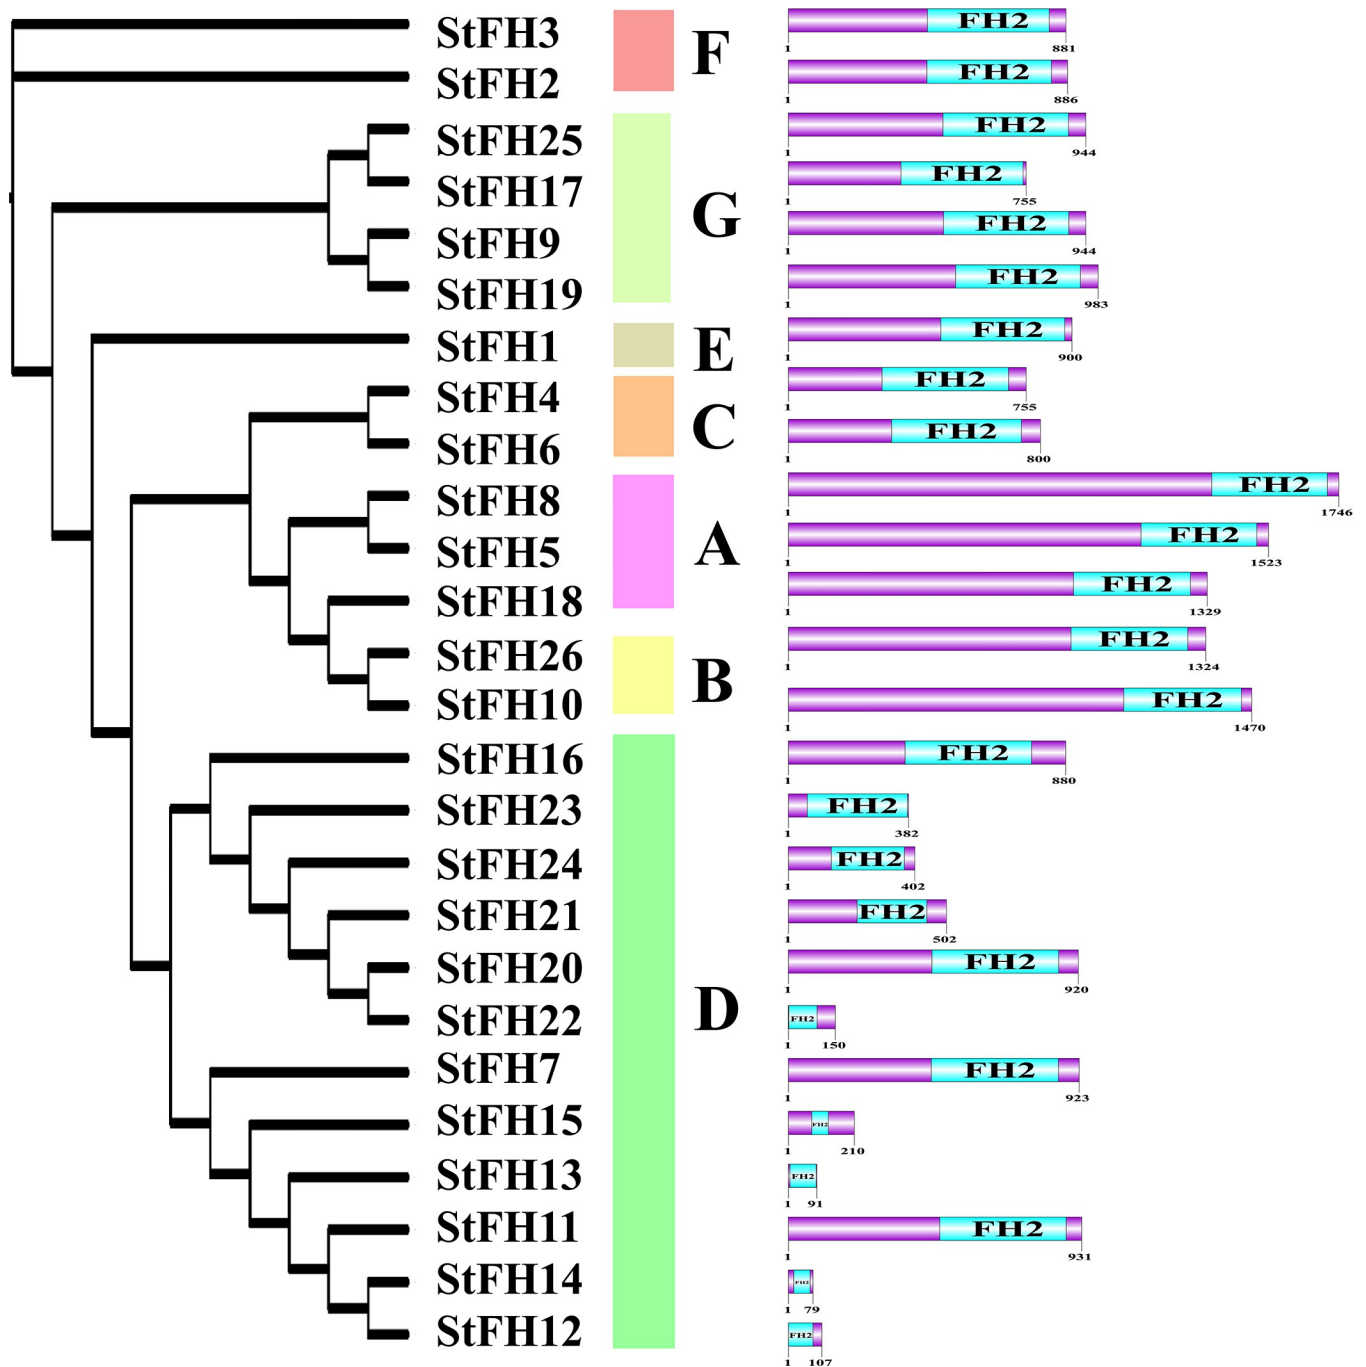 StFH3 F FH2
1 881
StFH2 FH2
1 886
StFH25 FH2
1 944
StFH17 FH2
1 755
G
StFH9 FH2
1 944
StFH19 FH2
1 983
StFH1 E FH2
1 900
StFH4 FH2
1 755
C
StFH6 FH2
1 800
StFH8 FH2
1 1746
StFH5 A FH2
1 1523
StFH18 FH2
1 1329
StFH26 FH2
1 1324
B
StFH10 FH2
1 1470
StFH16 FH2
1 880
StFH23 FH2
1 382
StFH24 FH2
1 402
StFH21 FH2
1 502
StFH20 FH2
1 920
StFH22 D FH2
1 150
StFH7 FH2
1 923
StFH15 FH2
1 210
StFH13 FH2
1 91
StFH11 FH2
1 931
StFH14 FH2
1 79
StFH12 FH2
1 107